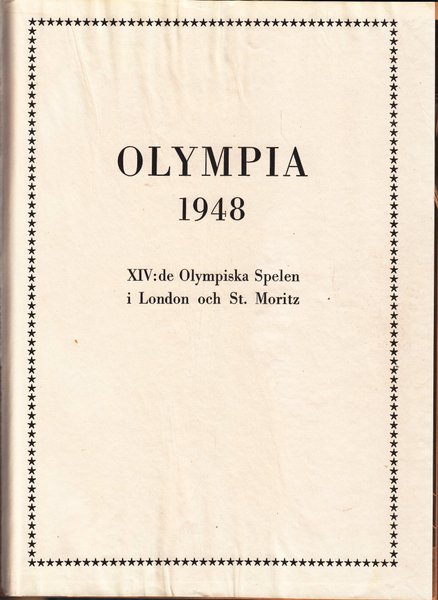 OLYMPIA
1948
XIV:de Olympiska Spelen
i London och St. Moritz